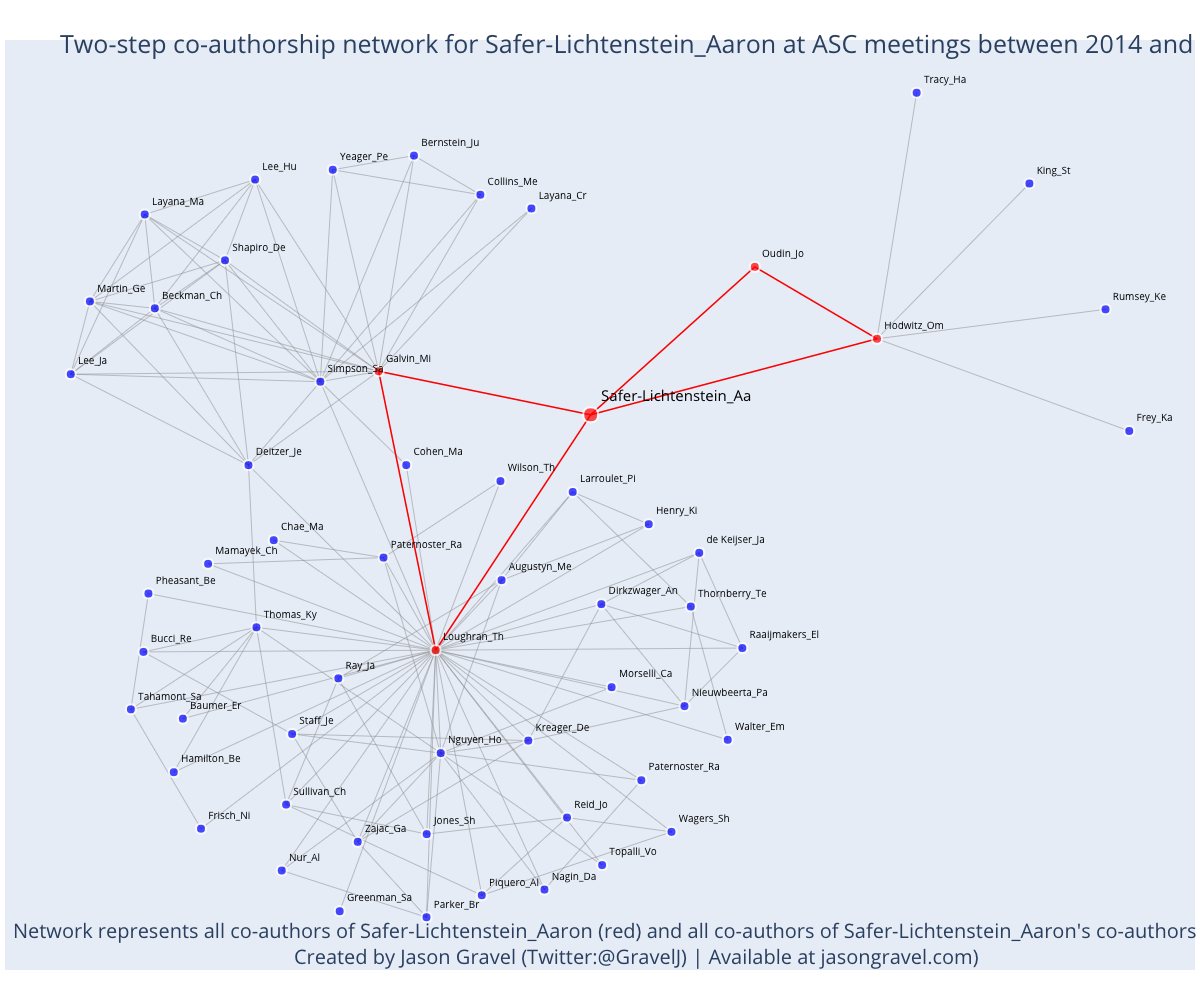 Two-step co-authorship network for Safer-Lichtenstein_Aaron at ASC meetings between 2014 and
Tracy_Ha
Bernstein_Ju
Yeager_Pe
Lee_Hu
King_St
Collins_Me
Layana_Cr
Layana_Ma
Shapiro_De
Oudin_Jo
Martin_Ge
Beckman_Ch
Rumsey_Ke
Hodwitz_Om
Lee_Ja
Galvin_Mi
Simpson_Sa
Safer-Lichtenstein_Aa
Frey_Ka
Deitzer_Je
Cohen_Ma
Wilson_Th
Larroulet_Pi
Henry_Ki
Chae_Ma
de Keijser_Ja
Paternoster_Ra
Mamayek_Ch
Augustyn_Me
Pheasant_Be
Dirkzwager_An
Thornberry_Te
Thomas_Ky
Loughran_Th
Raaijmakers_El
Bucci_Re
Ray_Ja
Morselli_Ca
Nieuwbeerta_Pa
Tahamont_Sa
Baumer_Er
Staff_Je
Kreager_De
Walter_Em
Nguyen_Ho
Hamilton_Be
Paternoster_Ra
Sullivan_Ch
Reid_Jo
Frisch_Ni
Wagers_Sh
Jones_Sh
Zajac_Ga
Topalli_Vo
Nur_Al
Nagin_Da
Piquero_Al
Greenman_Sa
Parker_Br
Network represents all co-authors of Safer-Lichtenstein_Aaron (red) and all co-authors of Safer-Lichtenstein_Aaron's co-authors
Created by Jason Gravel (Twitter:@GravelJ) | Available at jasongravel.com)